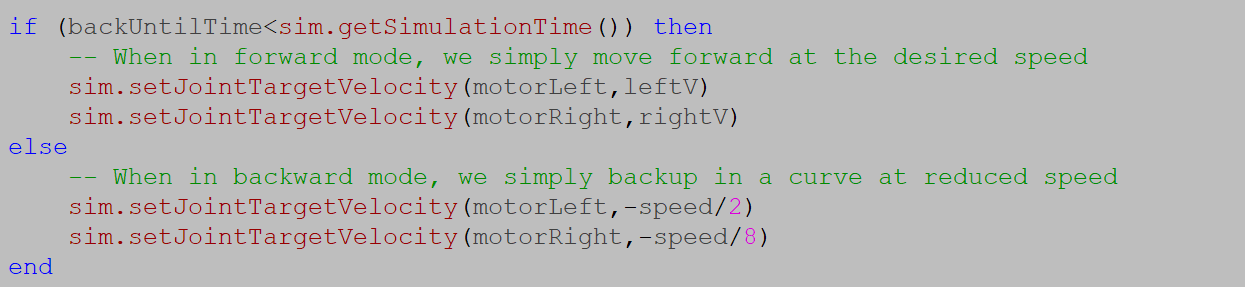 if (backUntilTime<sim.getSimulationTime()) then
    -- When in forward mode, we simply move forward at the desired speed
    sim.setJointTargetVelocity(motorLeft,leftV)
    sim.setJointTargetVelocity(motorRight,rightV)
else
    -- When in backward mode, we simply backup in a curve at reduced speed
    sim.setJointTargetVelocity(motorLeft,-speed/2)
    sim.setJointTargetVelocity(motorRight,-speed/8)
end